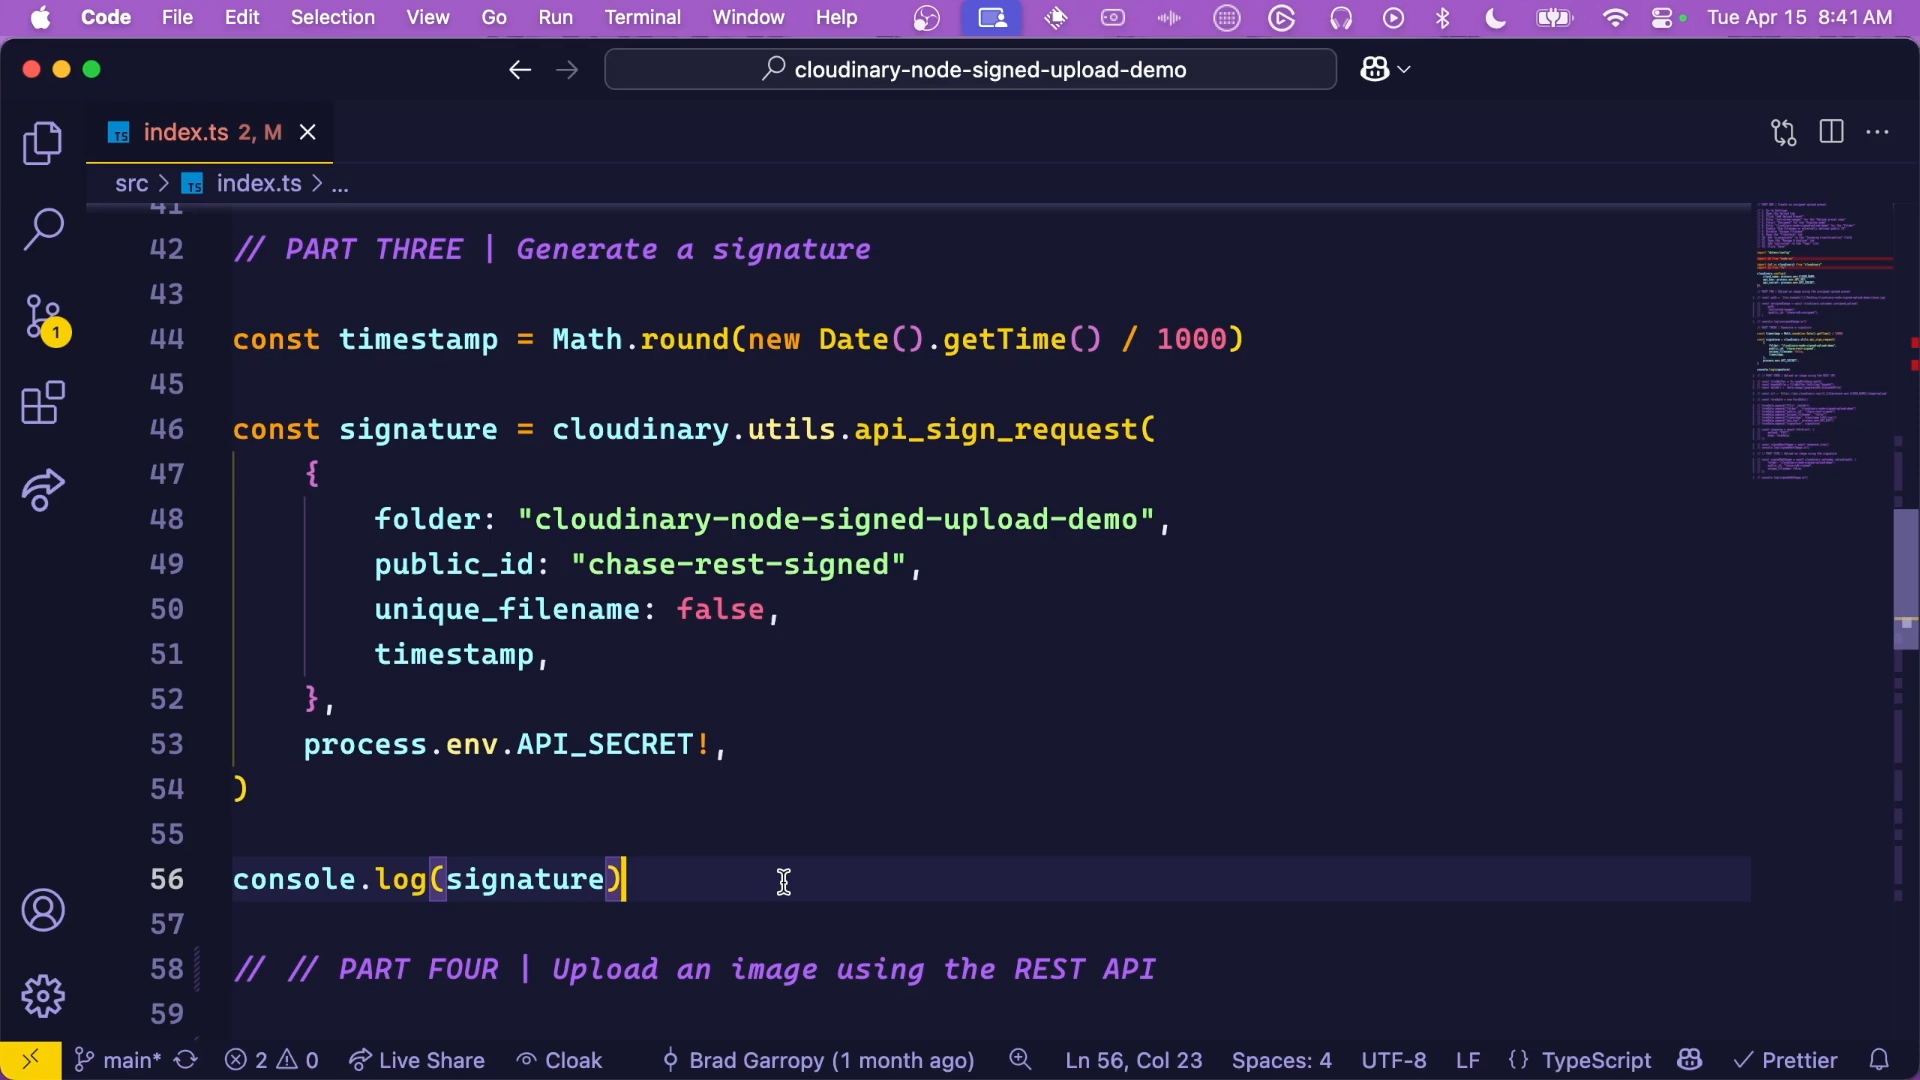 Code File Edit Selection View Go Run Terminal Window Help Tue Apr 15 8:41 AM
cloudinary-node-signed-upload-demo
TS index.ts 2, M
src > TS index.ts > ...
41
42 // PART THREE | Generate a signature
43
44 const timestamp = Math.round(new Date().getTime() / 1000)
45
46 const signature = cloudinary.utils.api_sign_request(
47 {
48 folder: "cloudinary-node-signed-upload-demo",
49 public_id: "chase-rest-signed",
50 unique_filename: false,
51 timestamp,
52 },
53 process.env.API_SECRET!,
54 )
55
56 console.log(signature)
57
58 // // PART FOUR | Upload an image using the REST API
59
1
main* 2 0 Live Share Cloak Brad Garropy (1 month ago) Ln 56, Col 23 Spaces: 4 UTF-8 LF {} TypeScript Prettier